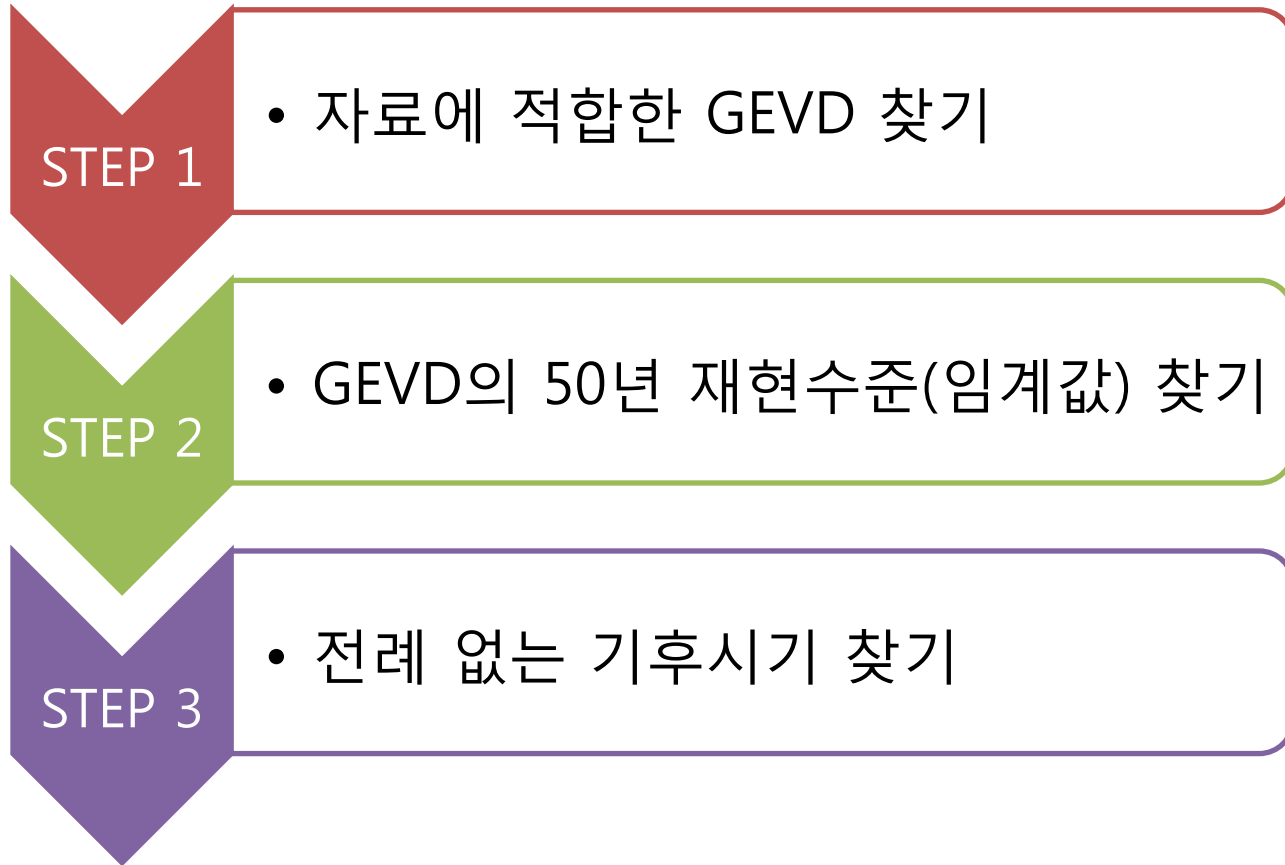 STEP 1
• 자료에 적합한 GEVD 찾기
STEP 2
• GEVD의 50년 재현수준(임계값) 찾기
STEP 3
• 전례 없는 기후시기 찾기